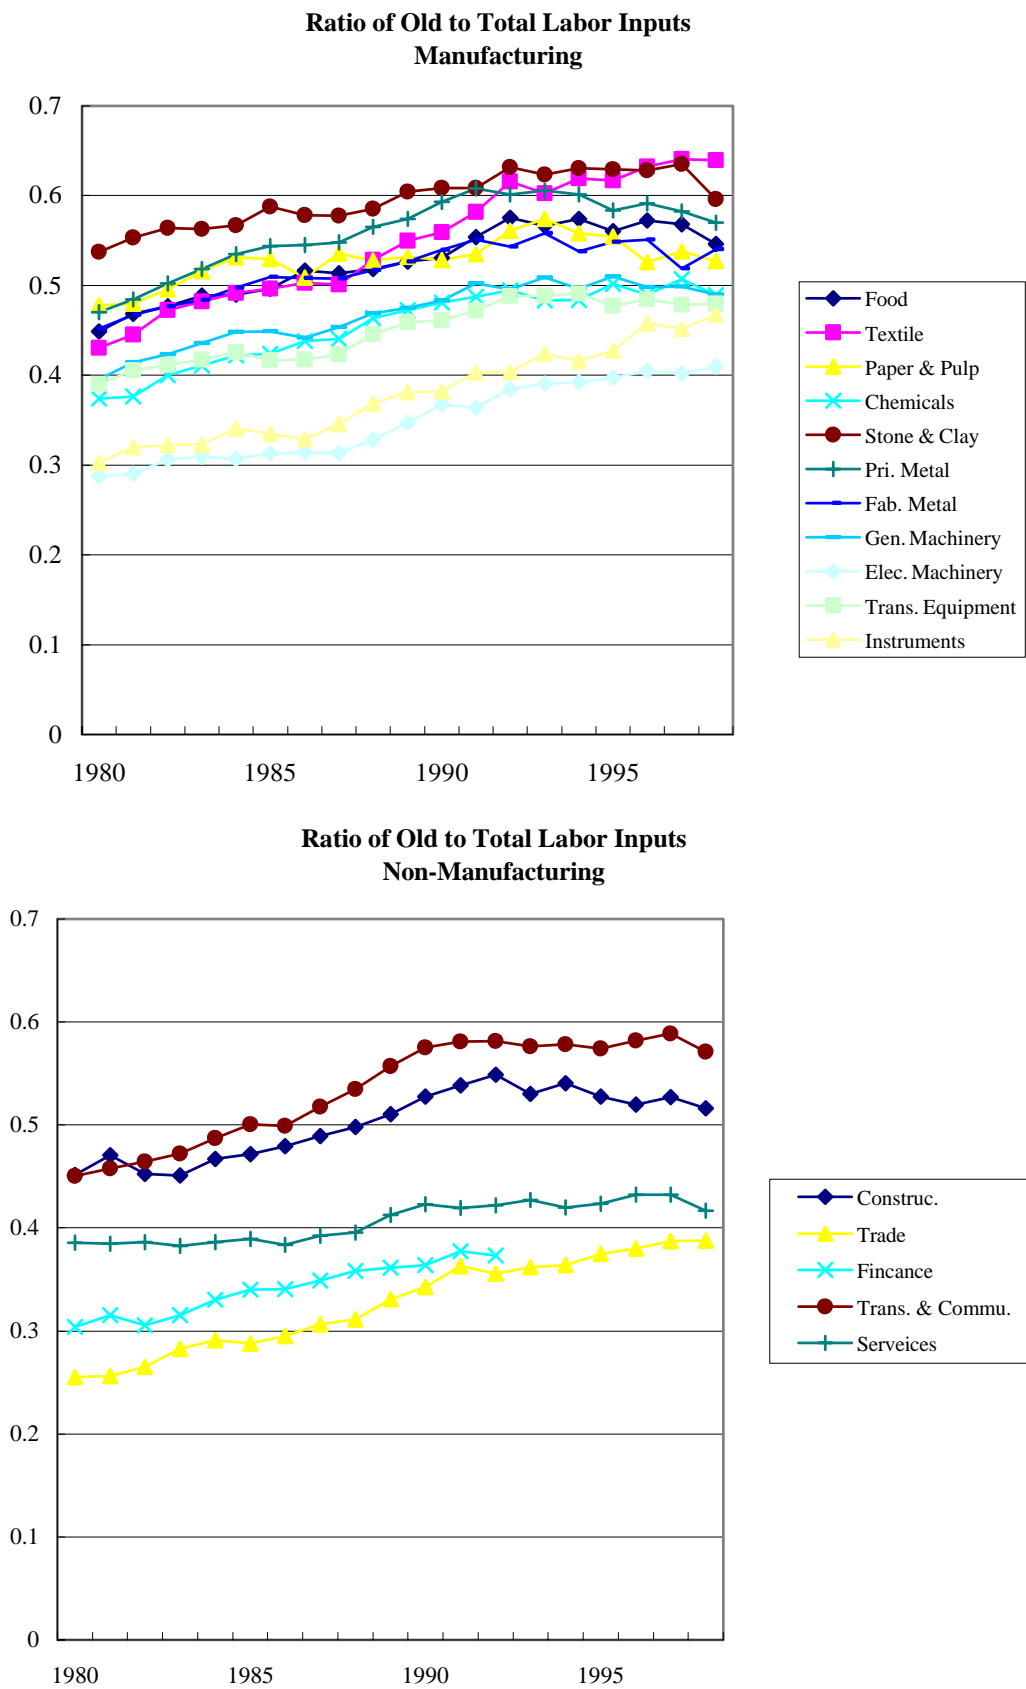 Ratio of Old to Total Labor Inputs
Manufacturing
0.7
0.6
0.5
0.4
0.3
0.2
0.1
0
1980 1985 1990 1995
Food
Textile
Paper & Pulp
Chemicals
Stone & Clay
Pri. Metal
Fab. Metal
Gen. Machinery
Elec. Machinery
Trans. Equipment
Instruments
Ratio of Old to Total Labor Inputs
Non-Manufacturing
0.7
0.6
0.5
0.4
0.3
0.2
0.1
0
1980 1985 1990 1995
Construc.
Trade
Fincance
Trans. & Commu.
Serveices